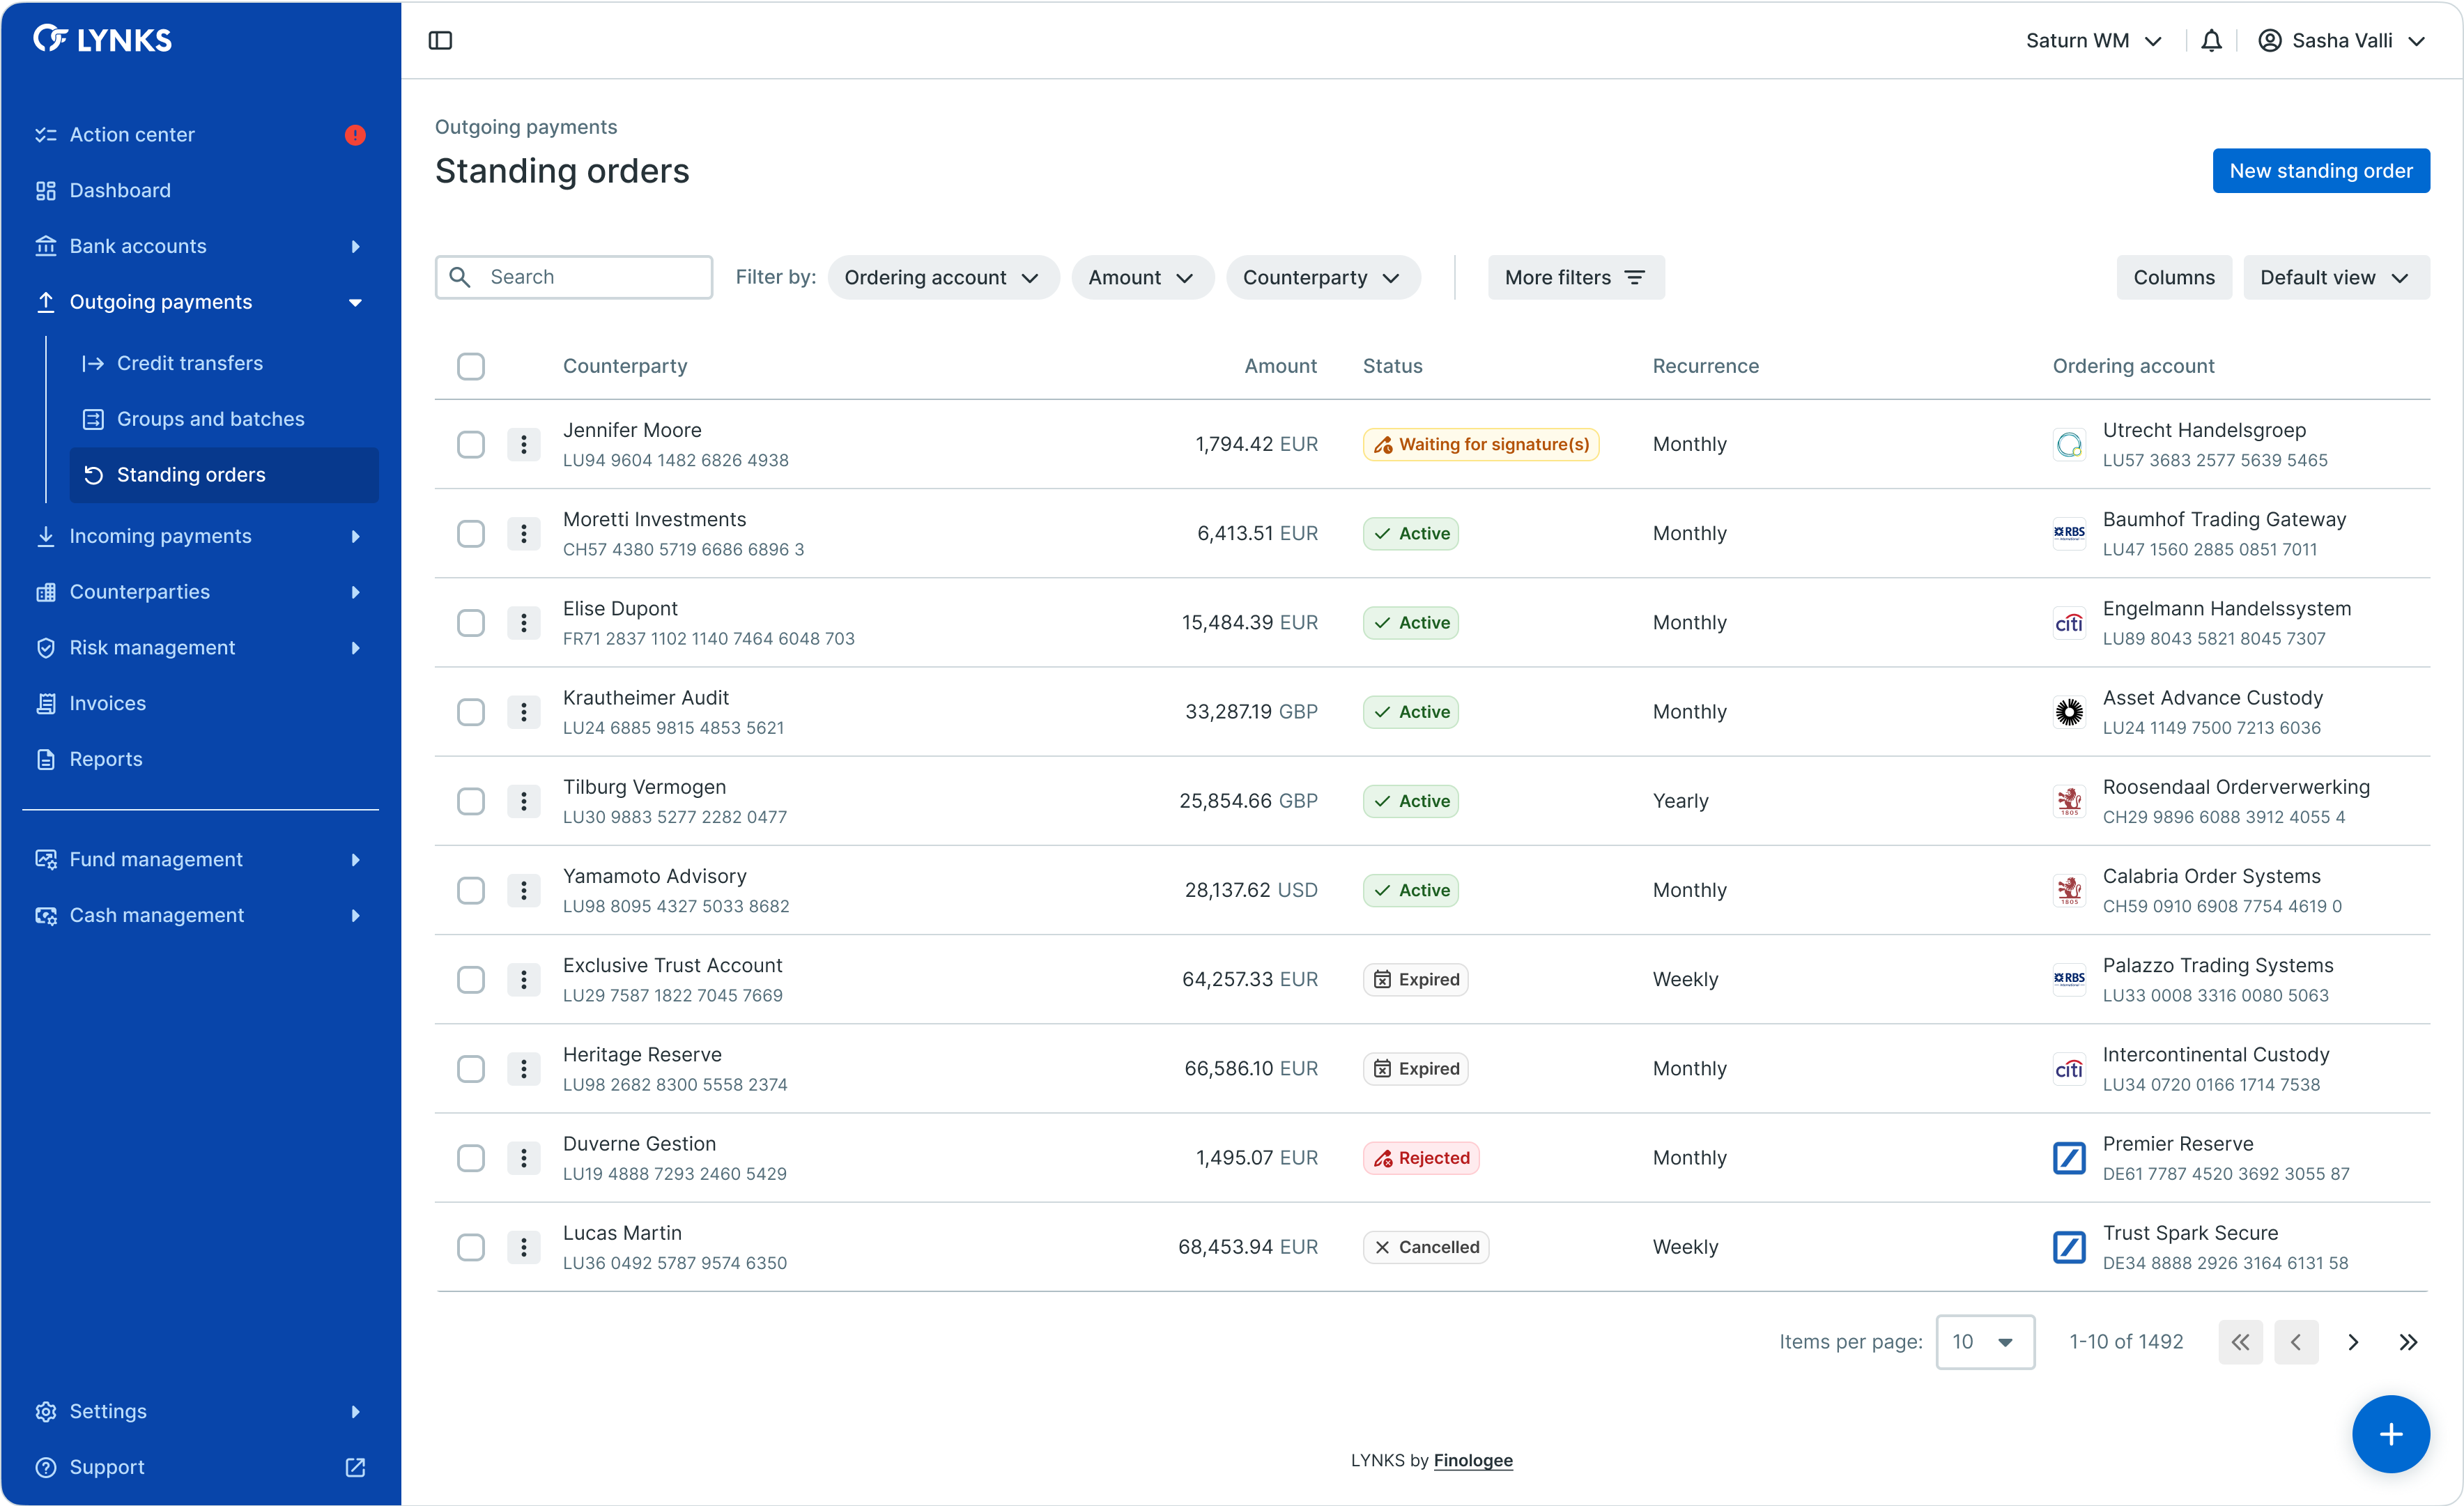 LYNKS
Saturn WM
Sasha Valli
Action center
Dashboard
Bank accounts
Outgoing payments
Credit transfers
Groups and batches
Standing orders
Incoming payments
Counterparties
Risk management
Invoices
Reports
Fund management
Cash management
Settings
Support
Outgoing payments
Standing orders
New standing order
Search
Filter by:
Ordering account
Amount
Counterparty
More filters
Columns
Default view
Counterparty Amount Status Recurrence Ordering account
Jennifer Moore
LU94 9604 1482 6826 4938
1,794.42 EUR
Waiting for signature(s)
Monthly
Utrecht Handelsgroep
LU57 3683 2577 5639 5465
Moretti Investments
CH57 4380 5719 6686 6896 3
6,413.51 EUR
Active
Monthly
RBS
Baumhof Trading Gateway
LU47 1560 2885 0851 7011
Elise Dupont
FR71 2837 1102 1140 7464 6048 703
15,484.39 EUR
Active
Monthly
citi
Engelmann Handelssystem
LU89 8043 5821 8045 7307
Krautheimer Audit
LU24 6885 9815 4853 5621
33,287.19 GBP
Active
Monthly
Asset Advance Custody
LU24 1149 7500 7213 6036
Tilburg Vermogen
LU30 9883 5277 2282 0477
25,854.66 GBP
Active
Yearly
1805
Roosendaal Orderverwerking
CH29 9896 6088 3912 4055 4
Yamamoto Advisory
LU98 8095 4327 5033 8682
28,137.62 USD
Active
Monthly
1805
Calabria Order Systems
CH59 0910 6908 7754 4619 0
Exclusive Trust Account
LU29 7587 1822 7045 7669
64,257.33 EUR
Expired
Weekly
RBS
Palazzo Trading Systems
LU33 0008 3316 0080 5063
Heritage Reserve
LU98 2682 8300 5558 2374
66,586.10 EUR
Expired
Monthly
citi
Intercontinental Custody
LU34 0720 0166 1714 7538
Duverne Gestion
LU19 4888 7293 2460 5429
1,495.07 EUR
Rejected
Monthly
Premier Reserve
DE61 7787 4520 3692 3055 87
Lucas Martin
LU36 0492 5787 9574 6350
68,453.94 EUR
Cancelled
Weekly
Trust Spark Secure
DE34 8888 2926 3164 6131 58
Items per page: 10 1-10 of 1492
LYNKS by Finologee